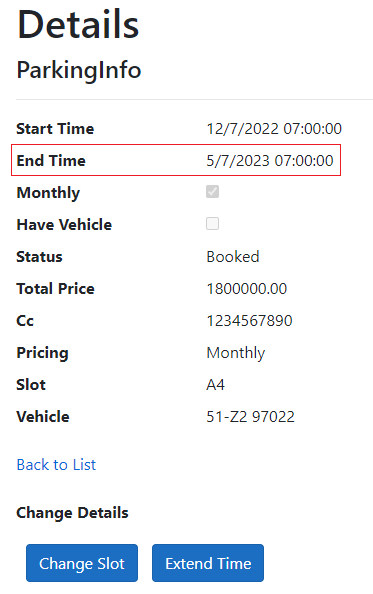 Details
ParkingInfo
Start Time 12/7/2022 07:00:00
End Time 5/7/2023 07:00:00
Monthly
Have Vehicle
Status Booked
Total Price 1800000.00
Cc 1234567890
Pricing Monthly
Slot A4
Vehicle 51-Z2 97022
Back to List
Change Details
Change Slot Extend Time